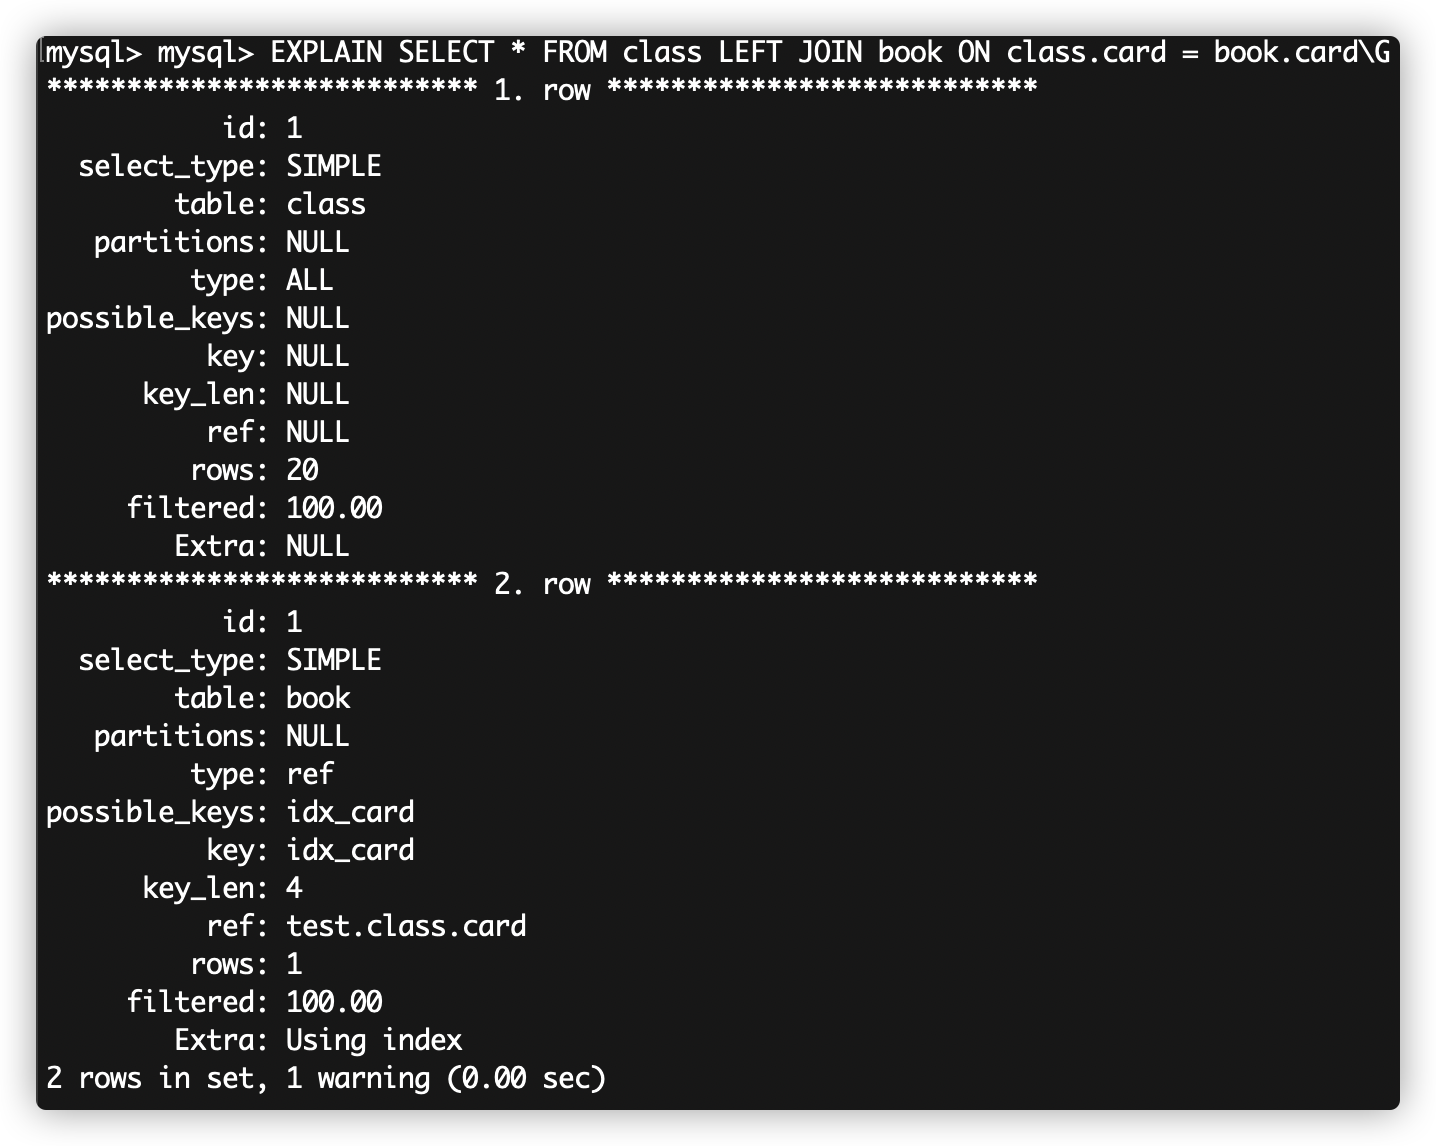 mysql> mysql> EXPLAIN SELECT * FROM class LEFT JOIN book ON class.card = book.card\G
*************************** 1. row ***************************
id: 1
select_type: SIMPLE
table: class
partitions: NULL
type: ALL
possible_keys: NULL
key: NULL
key_len: NULL
ref: NULL
rows: 20
filtered: 100.00
Extra: NULL
*************************** 2. row ***************************
id: 1
select_type: SIMPLE
table: book
partitions: NULL
type: ref
possible_keys: idx_card
key: idx_card
key_len: 4
ref: test.class.card
rows: 1
filtered: 100.00
Extra: Using index
2 rows in set, 1 warning (0.00 sec)